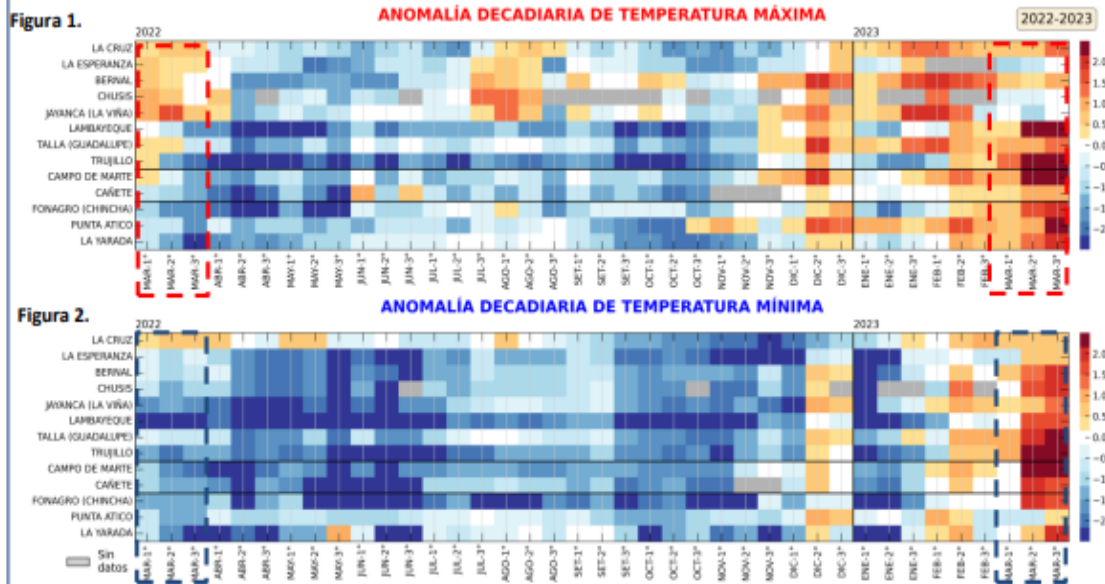 Figura 1.
ANOMALÍA DECADIARIA DE TEMPERATURA MÁXIMA
2022-2023
2022
2023
LA CRUZ
LA ESPERANZA
BERNAL
CHUSIS
JAYANCA (LA VIÑA)
LAMBAYEQUE
TALLA (GUADALUPE)
TRUJILLO
CAMPO DE MARTE
CAÑETE
FONAGRO (CHINCHA)
PUNTA ATICO
LA YARADA
2.0
1.5
1.0
0.5
0.0
MAR-1° MAR-2° MAR-3° ABR-1° ABR-2° ABR-3° MAY-1° MAY-2° MAY-3° JUN-1° JUN-2° JUN-3° JUL-1° JUL-2° JUL-3° AGO-1° AGO-2° AGO-3° SET-1° SET-2° SET-3° OCT-1° OCT-2° OCT-3° NOV-1° NOV-2° NOV-3° DIC-1° DIC-2° DIC-3° ENE-1° ENE-2° ENE-3° FEB-1° FEB-2° FEB-3° MAR-1° MAR-2° MAR-3°
Figura 2.
ANOMALÍA DECADIARIA DE TEMPERATURA MÍNIMA
2022
2023
LA CRUZ
LA ESPERANZA
BERNAL
CHUSIS
JAYANCA (LA VIÑA)
LAMBAYEQUE
TALLA (GUADALUPE)
TRUJILLO
CAMPO DE MARTE
CAÑETE
FONAGRO (CHINCHA)
PUNTA ATICO
LA YARADA
2.0
1.5
1.0
0.5
0.0
Sin
datos
MAR-1° MAR-2° MAR-3° ABR-1° ABR-2° ABR-3° MAY-1° MAY-2° MAY-3° JUN-1° JUN-2° JUN-3° JUL-1° JUL-2° JUL-3° AGO-1° AGO-2° AGO-3° SET-1° SET-2° SET-3° OCT-1° OCT-2° OCT-3° NOV-1° NOV-2° NOV-3° DIC-1° DIC-2° DIC-3° ENE-1° ENE-2° ENE-3° FEB-1° FEB-2° FEB-3° MAR-1° MAR-2° MAR-3°